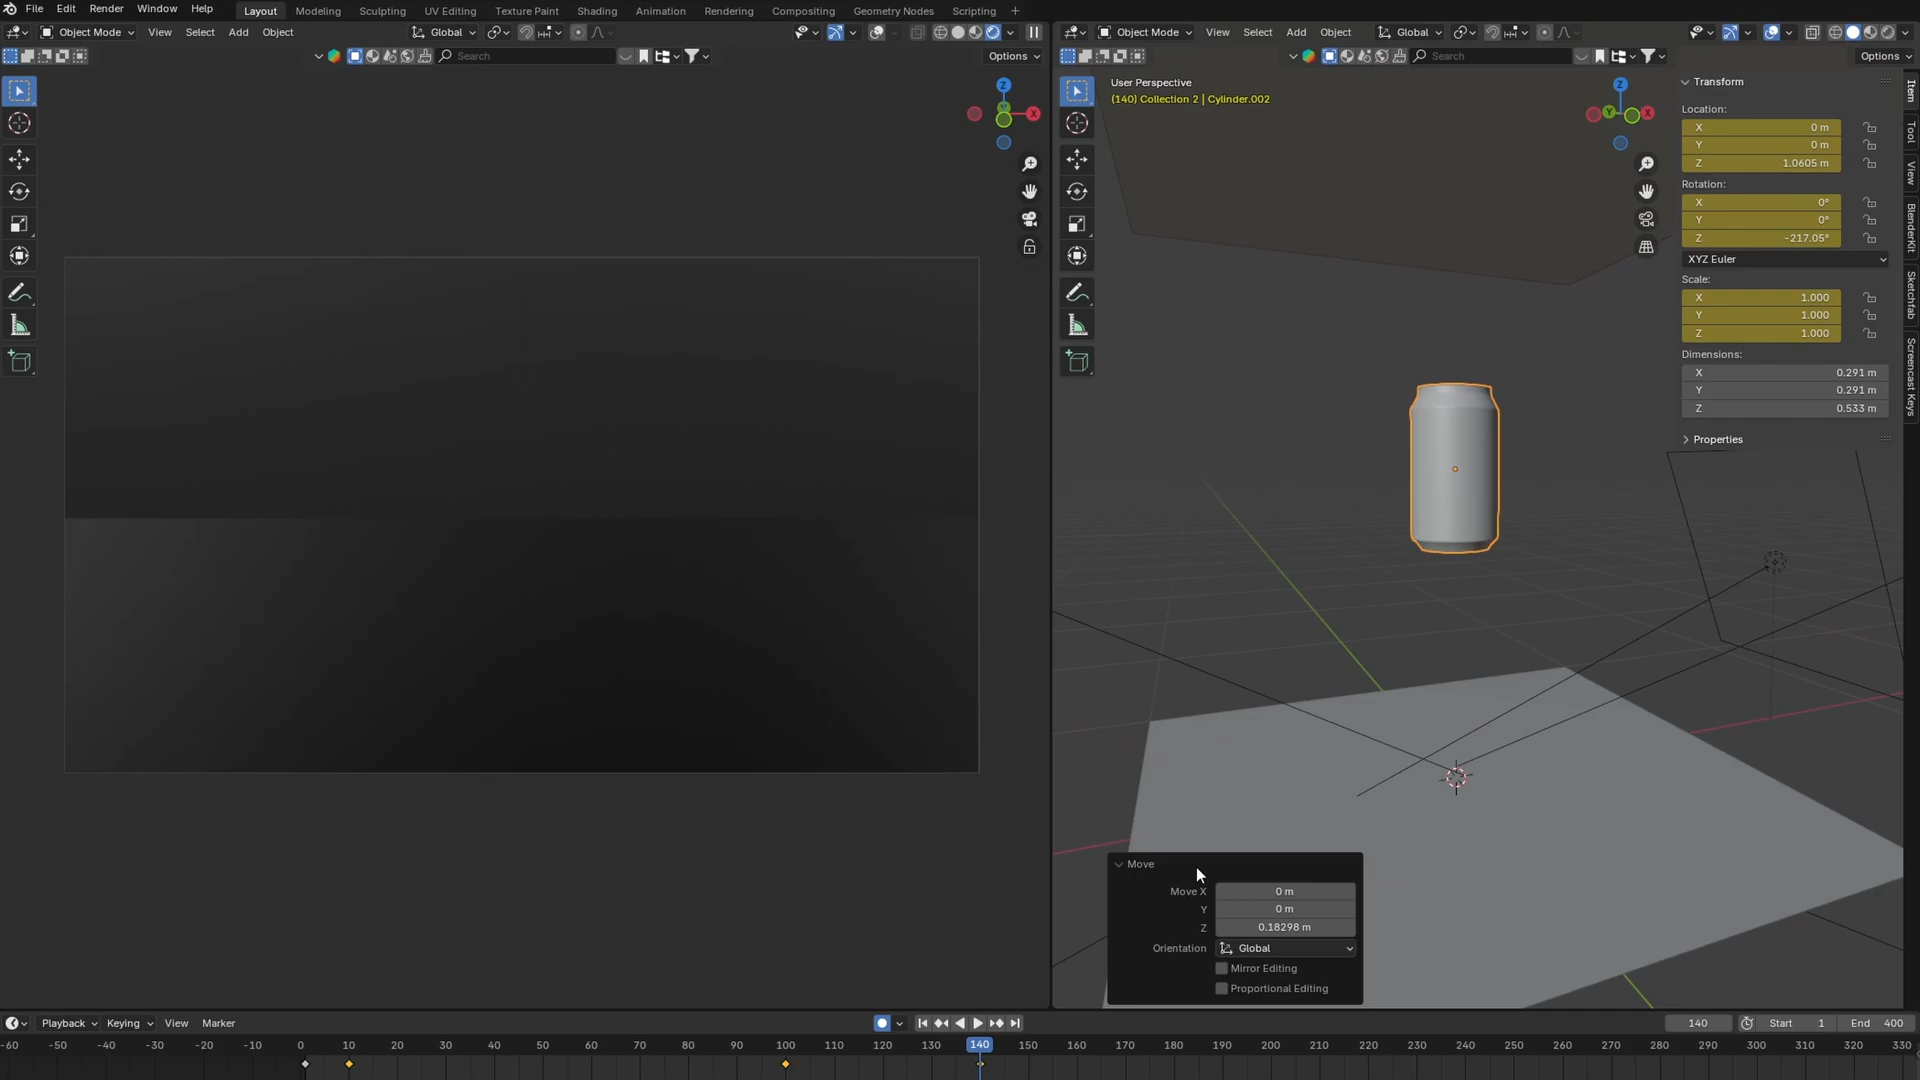 File Edit Render Window Help Layout Modeling Sculpting UV Editing Texture Paint Shading Animation Rendering Compositing Geometry Nodes Scripting +
Object Mode View Select Add Object Global
Search Options
Z
Y
X
Object Mode View Select Add Object Global
Search Options
User Perspective
(140) Collection 2 | Cylinder.002
Z
Y X
Transform
Location:
X 0 m
Y 0 m
Z 1.0605 m
Rotation:
X 0°
Y 0°
Z -217.05°
XYZ Euler
Scale:
X 1.000
Y 1.000
Z 1.000
Dimensions:
X 0.291 m
Y 0.291 m
Z 0.533 m
Properties
Item
Tool
View
BlenderKit
Sketchfab
Screencast Keys
Move
Move X 0 m
Y 0 m
Z 0.18298 m
Orientation Global
Mirror Editing
Proportional Editing
Playback Keying View Marker 140 Start 1 End 400
-60 -50 -40 -30 -20 -10 0 10 20 30 40 50 60 70 80 90 100 110 120 130 140 150 160 170 180 190 200 210 220 230 240 250 260 270 280 290 300 310 320 330